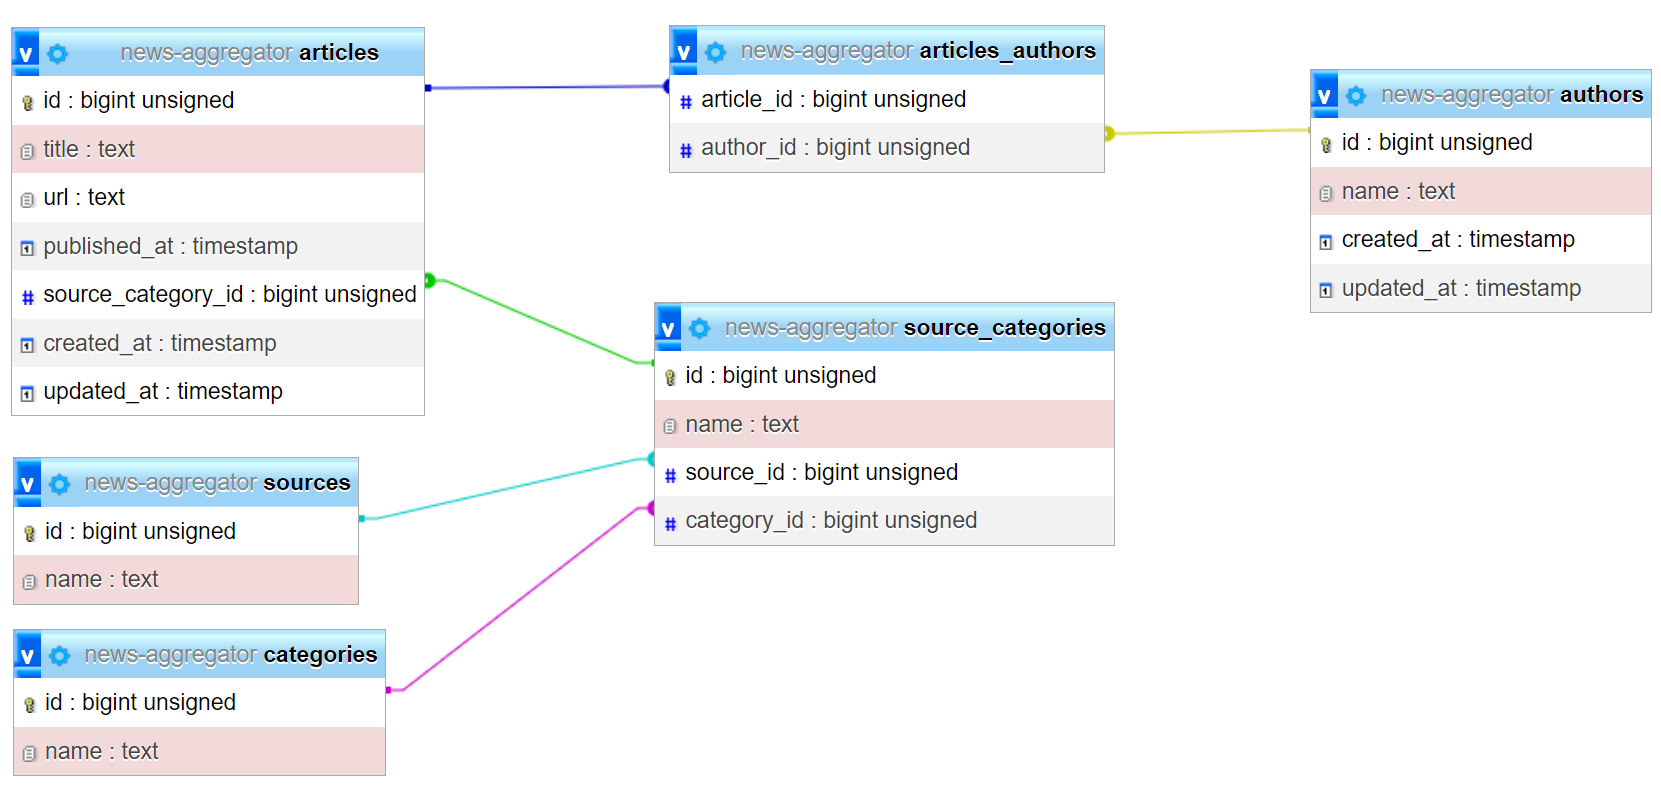 v news-aggregator articles
id : bigint unsigned
title : text
url : text
published_at : timestamp
source_category_id : bigint unsigned
created_at : timestamp
updated_at : timestamp
v news-aggregator articles_authors
# article_id : bigint unsigned
# author_id : bigint unsigned
v news-aggregator authors
id : bigint unsigned
name : text
created_at : timestamp
updated_at : timestamp
v news-aggregator source_categories
id : bigint unsigned
name : text
# source_id : bigint unsigned
# category_id : bigint unsigned
v news-aggregator sources
id : bigint unsigned
name : text
v news-aggregator categories
id : bigint unsigned
name : text